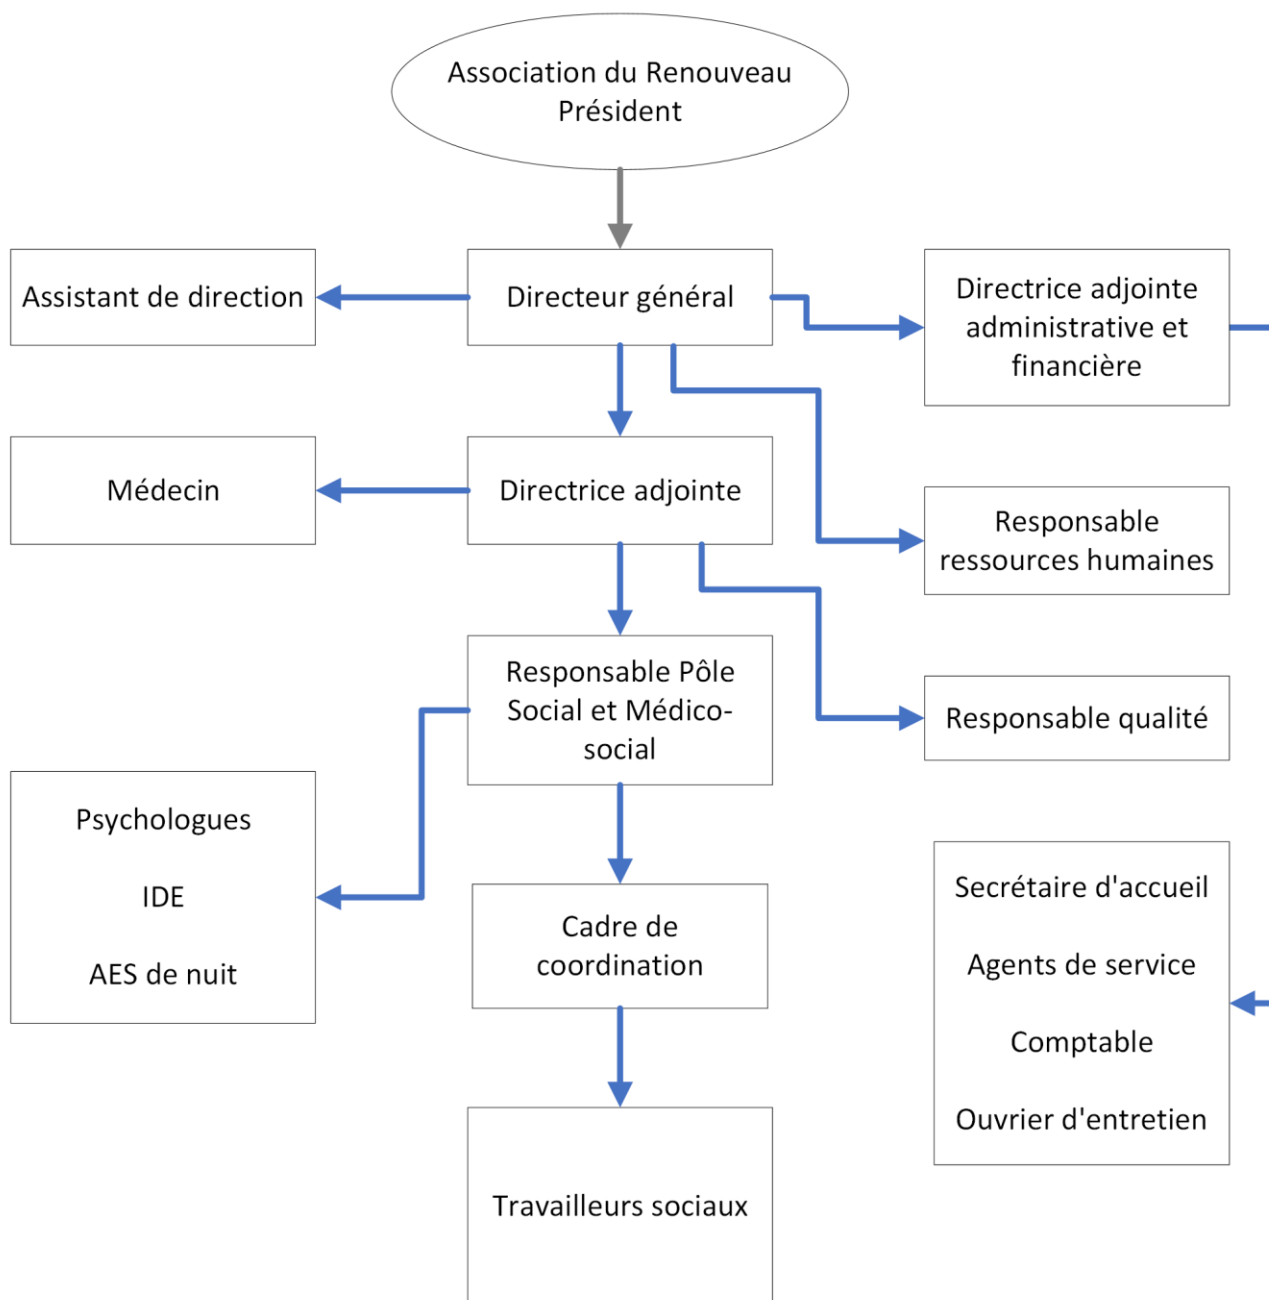 Association du Renouveau
Président
Assistant de direction
Directeur général
Directrice adjointe
administrative et
financière
Médecin
Directrice adjointe
Responsable
ressources humaines
Responsable Pôle
Social et Médico-
social
Responsable qualité
Psychologues
IDE
AES de nuit
Cadre de
coordination
Secrétaire d'accueil
Agents de service
Comptable
Ouvrier d'entretien
Travailleurs sociaux